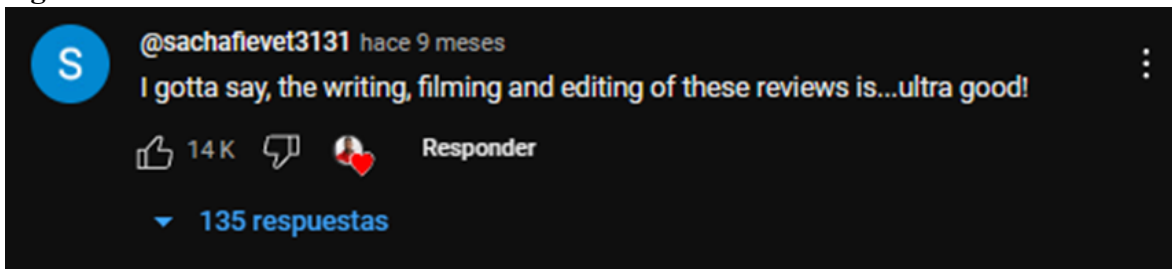 S
@sachafievet3131 hace 9 meses
I gotta say, the writing, filming and editing of these reviews is...ultra good!
14 K
Responder
135 respuestas